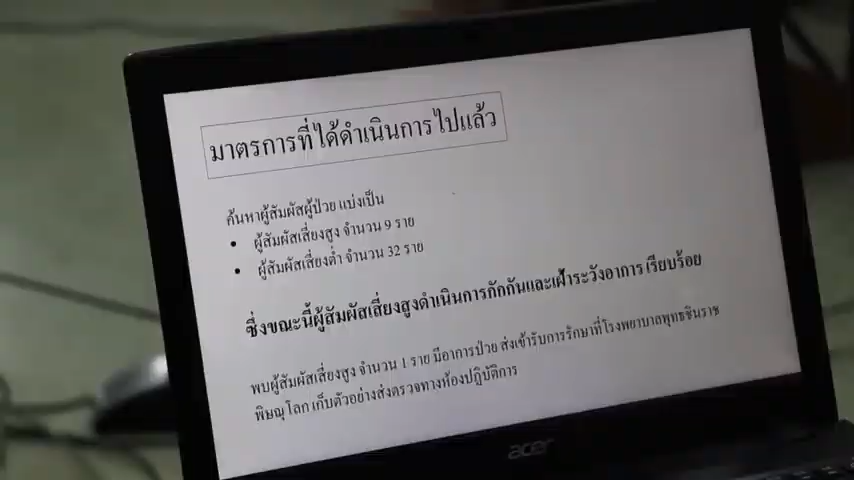 มาตรการที่ได้ดำเนินการไปแล้ว
ค้นหาผู้สัมผัสผู้ป่วย แบ่งเป็น
• ผู้สัมผัสเสี่ยงสูง จำนวน 9 ราย
• ผู้สัมผัสเสี่ยงต่ำ จำนวน 32 ราย
ซึ่งขณะนี้ผู้สัมผัสเสี่ยงสูงดำเนินการกักกันและเฝ้าระวังอาการ เรียบร้อย
พบผู้สัมผัสเสี่ยงสูง จำนวน 1 ราย มีอาการป่วย ส่งเข้ารับการรักษาที่โรงพยาบาลพุทธชินราช
พิษณุโลก เก็บตัวอย่างส่งตรวจทางห้องปฏิบัติการ
acer